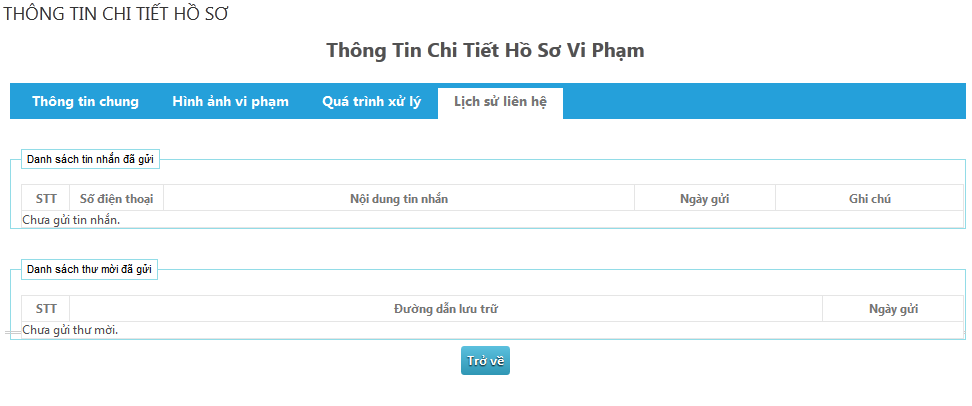 THÔNG TIN CHI TIẾT HỒ SƠ
Thông Tin Chi Tiết Hồ Sơ Vi Phạm
Thông tin chung Hình ảnh vi phạm Quá trình xử lý Lịch sử liên hệ
Danh sách tin nhắn đã gửi
STT Số điện thoại Nội dung tin nhắn Ngày gửi Ghi chú
Chưa gửi tin nhắn.
Danh sách thư mời đã gửi
STT Đường dẫn lưu trữ Ngày gửi
Chưa gửi thư mời.
Trở về